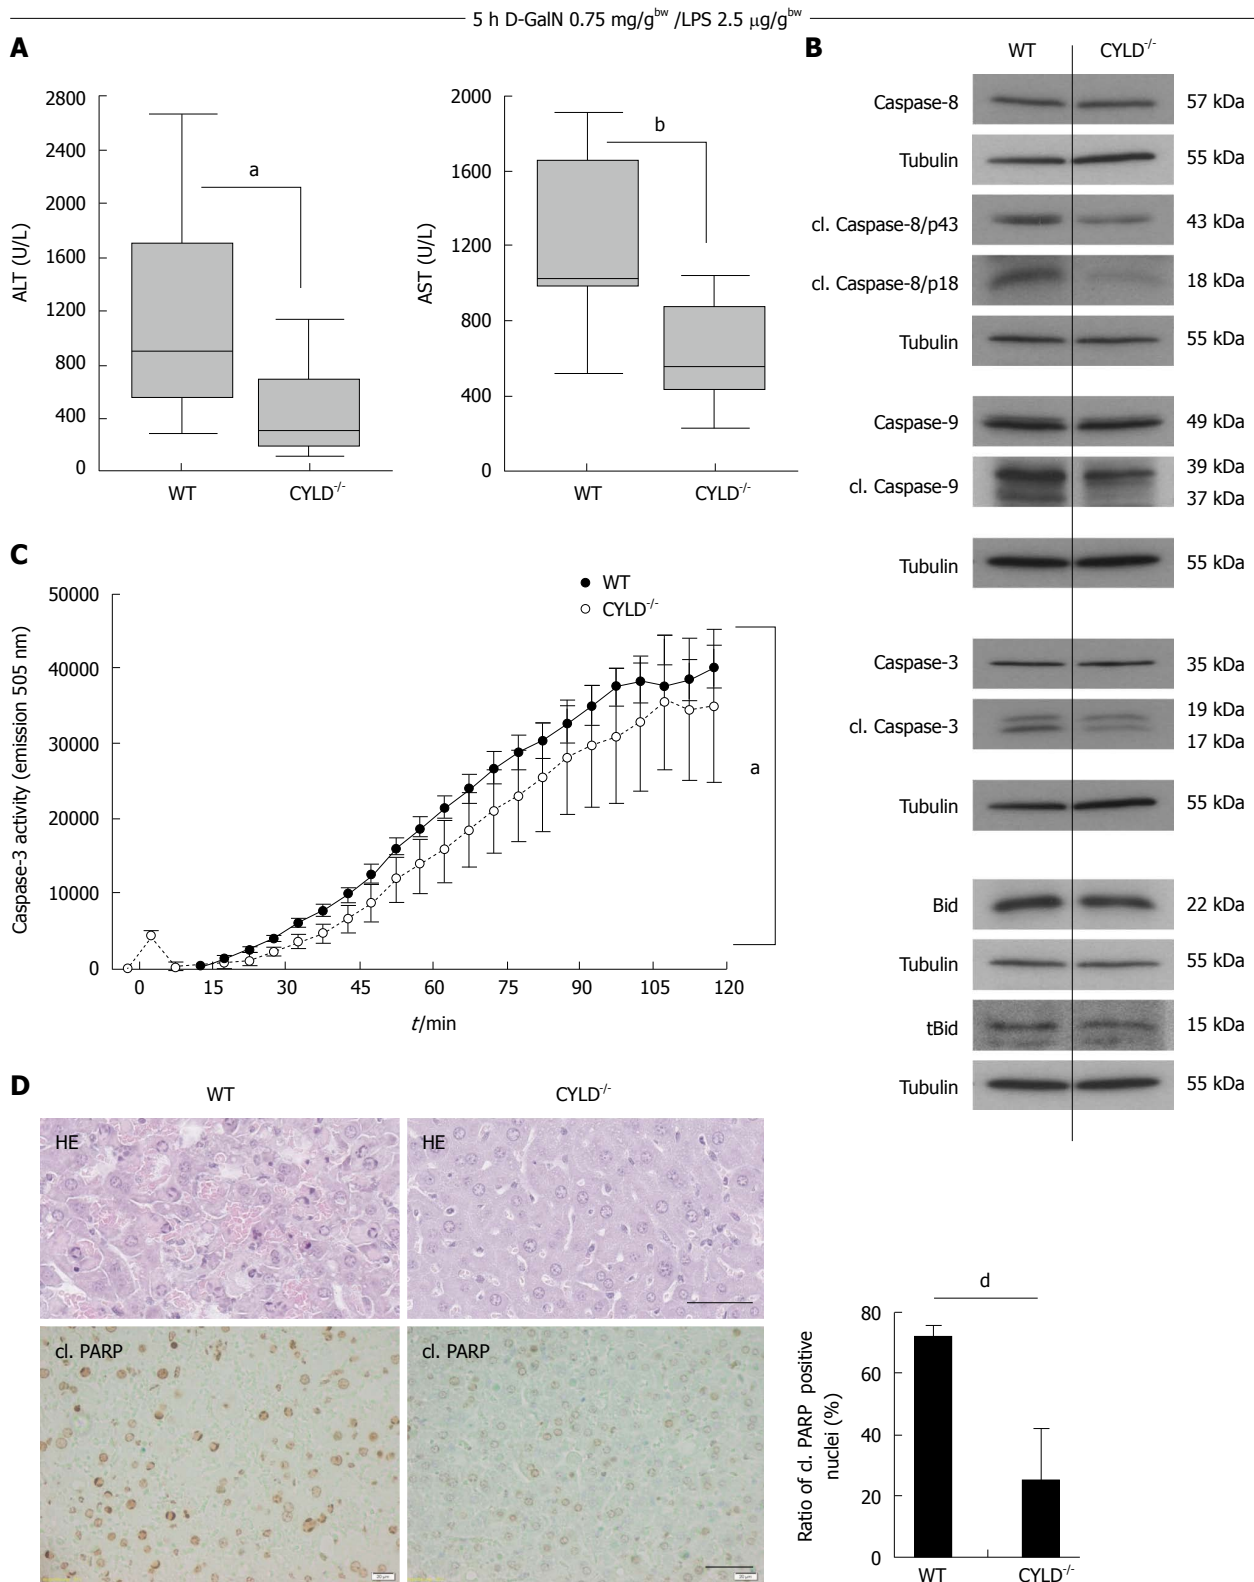 5 h D-GalN 0.75 mg/g^bw /LPS 2.5 μg/g^bw
A
ALT (U/L)
2800
2400
2000
1600
1200
800
400
0
a
WT
CYLD-/-
AST (U/L)
2000
1600
1200
800
400
0
b
WT
CYLD-/-
B
WT
CYLD-/-
Caspase-8 57 kDa
Tubulin 55 kDa
cl. Caspase-8/p43 43 kDa
cl. Caspase-8/p18 18 kDa
Tubulin 55 kDa
Caspase-9 49 kDa
cl. Caspase-9 39 kDa
37 kDa
Tubulin 55 kDa
Caspase-3 35 kDa
cl. Caspase-3 19 kDa
17 kDa
Tubulin 55 kDa
Bid 22 kDa
Tubulin 55 kDa
tBid 15 kDa
Tubulin 55 kDa
C
Caspase-3 activity (emission 505 nm)
50000
40000
30000
20000
10000
0
WT
CYLD-/-
a
0 15 30 45 60 75 90 105 120
t/min
D
WT
CYLD-/-
HE
HE
cl. PARP
cl. PARP
20 μm
20 μm
Ratio of cl. PARP positive
nuclei (%)
80
60
40
20
0
d
WT
CYLD-/-